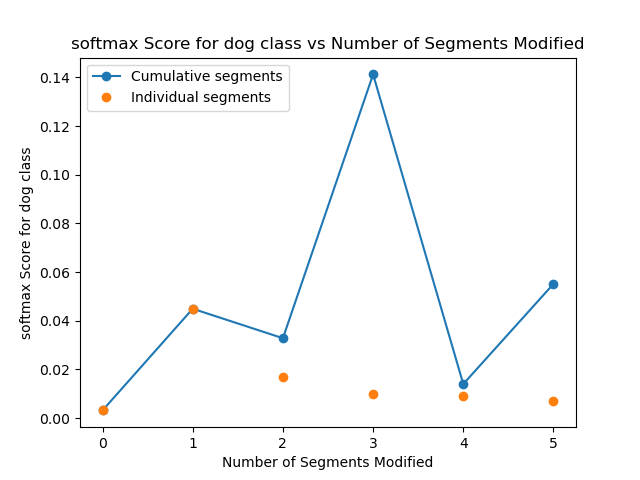 softmax Score for dog class vs Number of Segments Modified
Cumulative segments
Individual segments
softmax Score for dog class
0.14
0.12
0.10
0.08
0.06
0.04
0.02
0.00
0 1 2 3 4 5
Number of Segments Modified